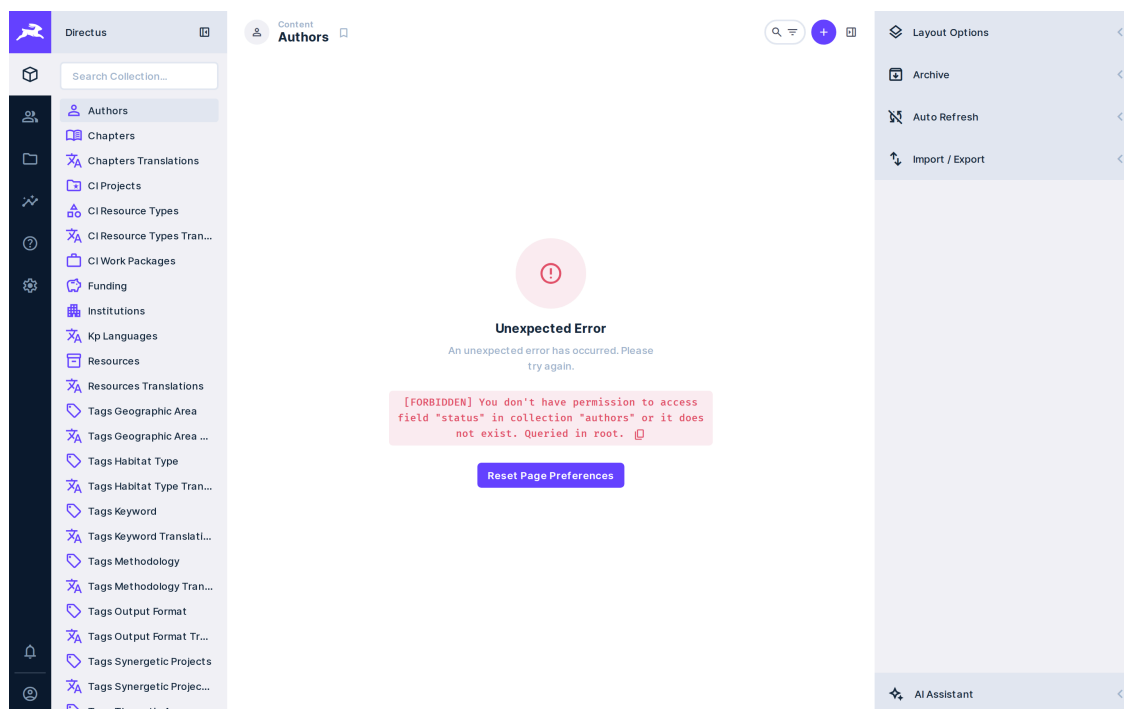 Directus
Search Collection...
Authors
Chapters
Chapters Translations
CI Projects
CI Resource Types
CI Resource Types Tran...
CI Work Packages
Funding
Institutions
Kp Languages
Resources
Resources Translations
Tags Geographic Area
Tags Geographic Area ...
Tags Habitat Type
Tags Habitat Type Tran...
Tags Keyword
Tags Keyword Translati...
Tags Methodology
Tags Methodology Tran...
Tags Output Format
Tags Output Format Tr...
Tags Synergetic Projects
Tags Synergetic Projec...
Content
Authors
Unexpected Error
An unexpected error has occurred. Please
try again.
[FORBIDDEN] You don't have permission to access
field "status" in collection "authors" or it does
not exist. Queried in root.
Reset Page Preferences
Layout Options
Archive
Auto Refresh
Import / Export
AI Assistant